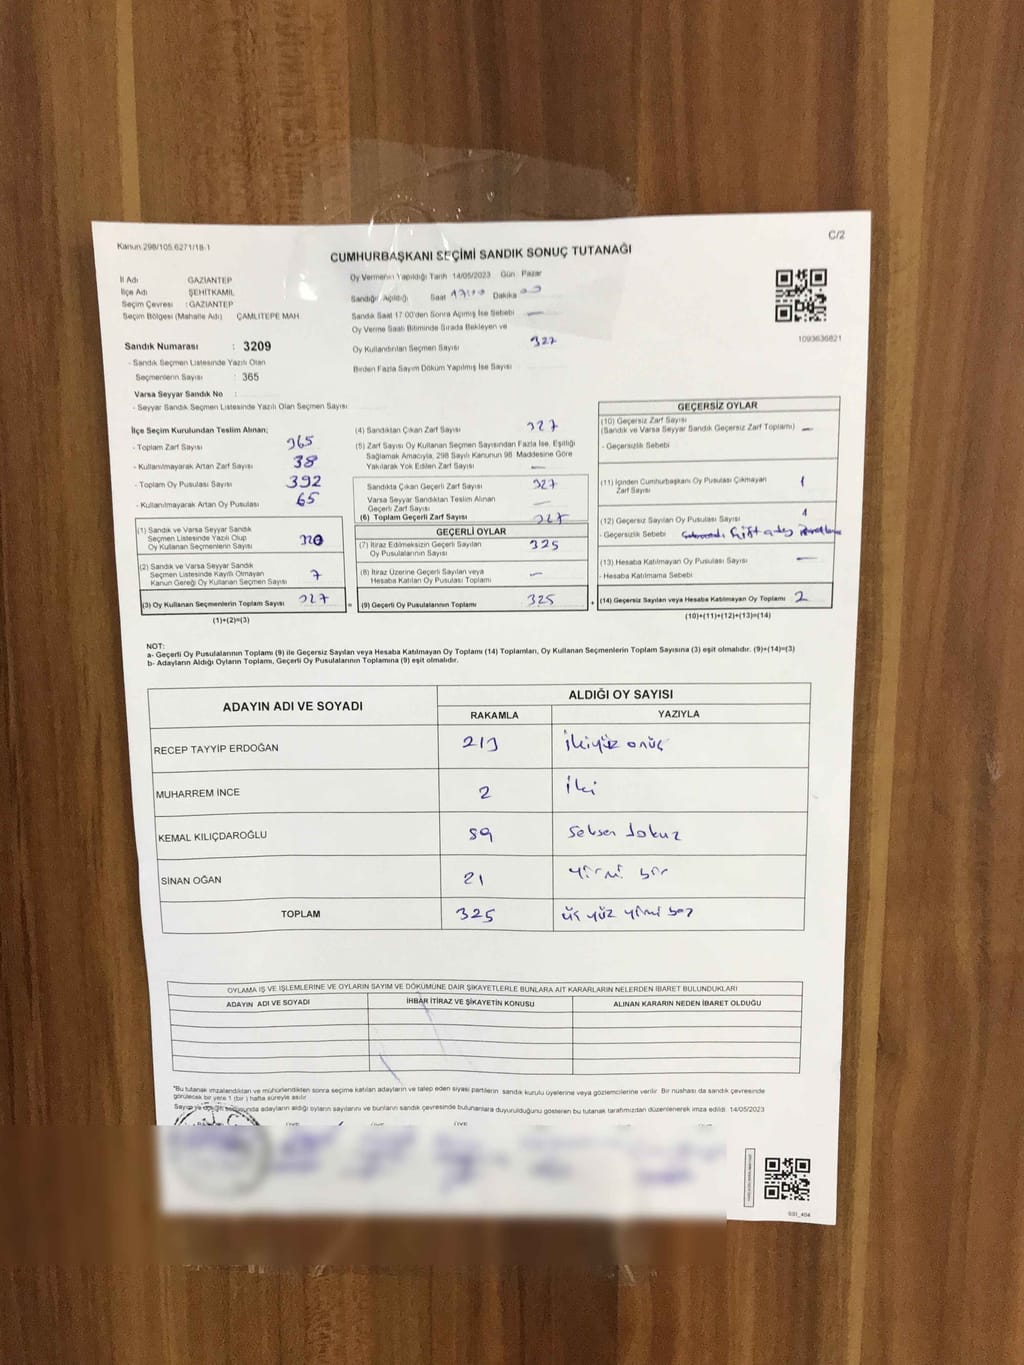 Kanun 298/105.6271/18-1
C/2
CUMHURBAŞKANI SEÇİMİ SANDIK SONUÇ TUTANAĞI
İl Adı GAZİANTEP
İlçe Adı ŞEHİTKAMİL
Seçim Çevresi : GAZİANTEP
Seçim Bölgesi (Mahalle Adı) ÇAMLITEPE MAH
Oy Vermenin Yapıldığı Tarih 14/05/2023 Gün Pazar
Sandığın Açıldığı Saat 17:00 Dakika 00
Sandık Saat 17:00'den Sonra Açılmış İse Sebebi —
Oy Verme Saati Bitiminde Sırada Bekleyen ve
Oy Kullandırılan Seçmen Sayısı 327
Birden Fazla Sayım Döküm Yapılmış İse Sayısı
1093636821
Sandık Numarası : 3209
- Sandık Seçmen Listesinde Yazılı Olan
Seçmenlerin Sayısı : 365
Varsa Seyyar Sandık No
- Seyyar Sandık Seçmen Listesinde Yazılı Olan Seçmen Sayısı
İlçe Seçim Kurulundan Teslim Alınan;
- Toplam Zarf Sayısı 365
- Kullanılmayarak Artan Zarf Sayısı 38
- Toplam Oy Pusulası Sayısı 392
- Kullanılmayarak Artan Oy Pusulası 65
(1) Sandık ve Varsa Seyyar Sandık
Seçmen Listesinde Yazılı Olup
Oy Kullanan Seçmenlerin Sayısı 320
(2) Sandık ve Varsa Seyyar Sandık
Seçmen Listesinde Kayıtlı Olmayan
Kanun Gereği Oy Kullanan Seçmen Sayısı 7
(3) Oy Kullanan Seçmenlerin Toplam Sayısı 327
(1)+(2)=(3)
(4) Sandıktan Çıkan Zarf Sayısı 327
(5) Zarf Sayısı Oy Kullanan Seçmen Sayısından Fazla İse, Eşitliği
Sağlamak Amacıyla, 298 Sayılı Kanunun 98. Maddesine Göre
Yakılarak Yok Edilen Zarf Sayısı —
Sandıkta Çıkan Geçerli Zarf Sayısı 327
Varsa Seyyar Sandıktan Teslim Alınan
Geçerli Zarf Sayısı —
(6) Toplam Geçerli Zarf Sayısı 327
GEÇERLİ OYLAR
(7) İtiraz Edilmeksizin Geçerli Sayılan
Oy Pusulalarının Sayısı 325
(8) İtiraz Üzerine Geçerli Sayılan veya
Hesaba Katılan Oy Pusulası Toplamı —
= (9) Geçerli Oy Pusulalarının Toplamı 325
GEÇERSİZ OYLAR
(10) Geçersiz Zarf Sayısı
(Sandık ve Varsa Seyyar Sandık Geçersiz Zarf Toplamı) —
- Geçersizlik Sebebi
(11) İçinden Cumhurbaşkanı Oy Pusulası Çıkmayan
Zarf Sayısı 1
(12) Geçersiz Sayılan Oy Pusulası Sayısı 1
- Geçersizlik Sebebi
(13) Hesaba Katılmayan Oy Pusulası Sayısı —
- Hesaba Katılmama Sebebi
+ (14) Geçersiz Sayılan veya Hesaba Katılmayan Oy Toplamı 2
(10)+(11)+(12)+(13)=(14)
NOT:
a- Geçerli Oy Pusulasının Toplamı (9) ile Geçersiz Sayılan veya Hesaba Katılmayan Oy Toplamı (14) Toplamları, Oy Kullanan Seçmenlerin Toplam Sayısına (3) eşit olmalıdır. (9)+(14)=(3)
b- Adayların Aldığı Oyların Toplamı, Geçerli Oy Pusulalarının Toplamına (9) eşit olmalıdır.
ADAYIN ADI VE SOYADI
ALDIĞI OY SAYISI
RAKAMLA YAZIYLA
RECEP TAYYİP ERDOĞAN 213 ikiyüz onüç
MUHARREM İNCE 2 iki
KEMAL KILIÇDAROĞLU 89 seksen dokuz
SİNAN OĞAN 21 yirmi bir
TOPLAM 325 üç yüz yirmi beş
OYLAMA İŞ VE İŞLEMLERİNE VE OYLARIN SAYIM VE DÖKÜMÜNE DAİR ŞİKAYETLERLE BUNLARA AİT KARARLARIN NELERDEN İBARET BULUNDUKLARI
ADAYIN ADI VE SOYADI İHBAR İTİRAZ VE ŞİKAYETİN KONUSU ALINAN KARARIN NEDEN İBARET OLDUĞU
*Bu tutanak imzalandıktan ve mühürlendikten sonra seçime katılan adayların ve talep eden siyasi partilerin sandık kurulu üyelerine veya gözlemcilerine verilir. Bir nüshası da sandık çevresinde
görülecek bir yere 1 (bir) hafta süreyle asılır
adayların aldığı oyların sayılarını ve bunların sandık çevresinde bulunanlara duyurulduğunu gösteren bu tutanak tarafımızdan düzenlenerek imza edildi. 14/05/2023